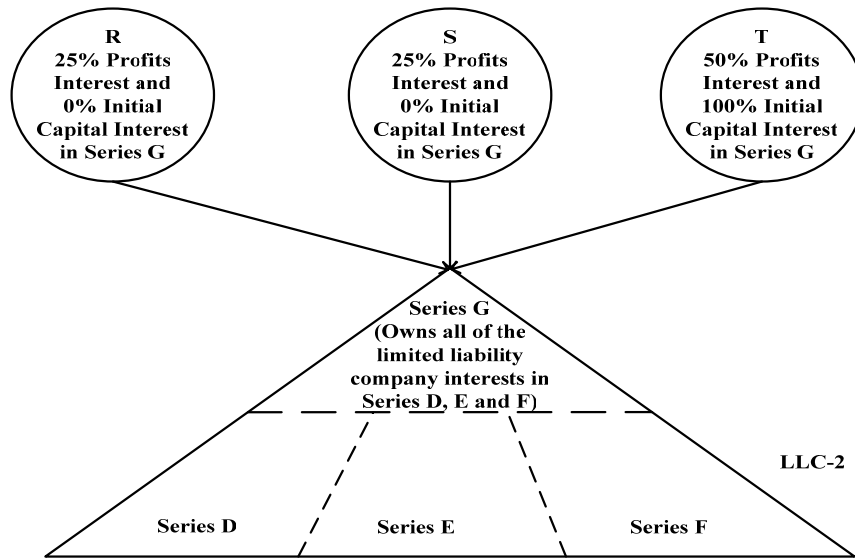 R
25% Profits
Interest and
0% Initial
Capital Interest
in Series G
S
25% Profits
Interest and
0% Initial
Capital Interest
in Series G
T
50% Profits
Interest and
100% Initial
Capital Interest
in Series G
Series G
(Owns all of the
limited liability
company interests in
Series D, E and F)
LLC-2
Series D
Series E
Series F